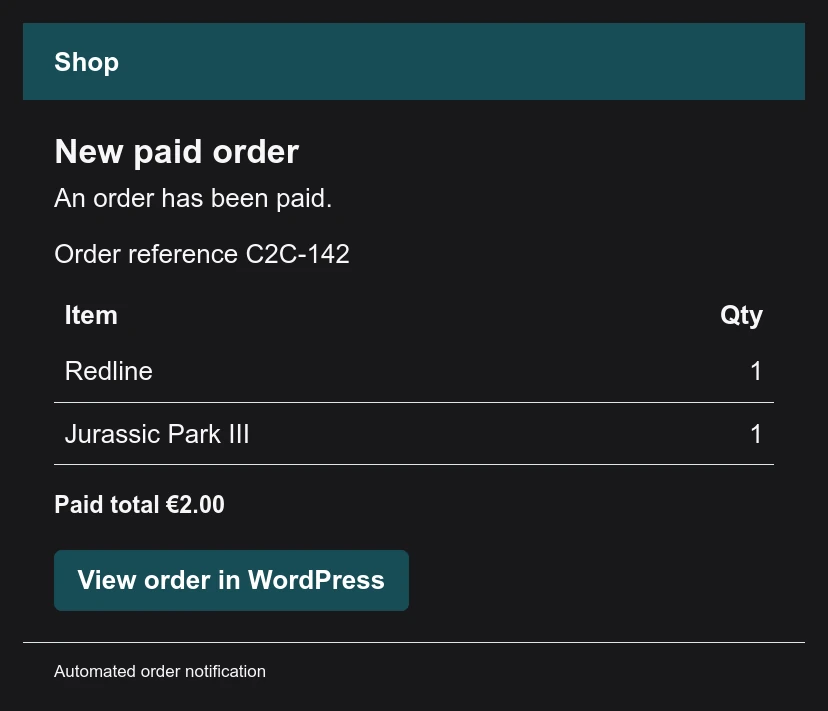 Shop
New paid order
An order has been paid.
Order reference C2C-142
Item Qty
Redline 1
Jurassic Park III 1
Paid total €2.00
View order in WordPress
Automated order notification